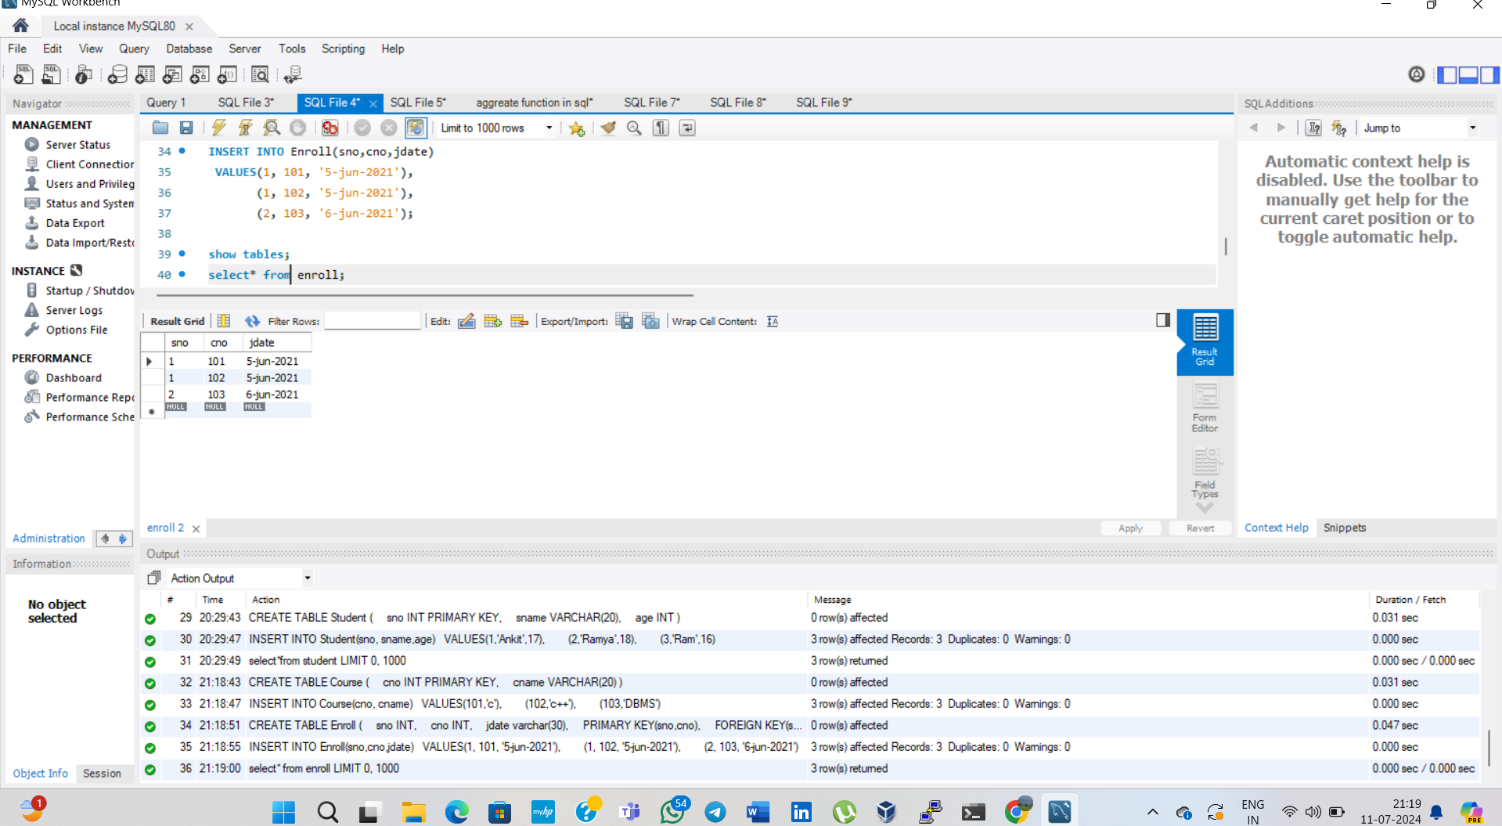 MySQL Workbench
Local instance MySQL80
File Edit View Query Database Server Tools Scripting Help
Navigator
MANAGEMENT
Server Status
Client Connection
Users and Privileg
Status and System
Data Export
Data Import/Resto
INSTANCE
Startup / Shutdow
Server Logs
Options File
PERFORMANCE
Dashboard
Performance Repo
Performance Sche
Administration
Information
No object
selected
Object Info Session
Query 1 SQL File 3* SQL File 4* SQL File 5* aggreate function in sql* SQL File 7* SQL File 8* SQL File 9*
Limit to 1000 rows
34 INSERT INTO Enroll(sno,cno,jdate)
35 VALUES(1, 101, '5-jun-2021'),
36 (1, 102, '5-jun-2021'),
37 (2, 103, '6-jun-2021');
38
39 show tables;
40 select* from enroll;
Result Grid Filter Rows: Edit: Export/Import: Wrap Cell Content:
sno cno jdate
1 101 5-jun-2021
1 102 5-jun-2021
2 103 6-jun-2021
NULL NULL NULL
Result
Grid
Form
Editor
Field
Types
enroll 2
Apply Revert
SQLAdditions
Jump to
Automatic context help is
disabled. Use the toolbar to
manually get help for the
current caret position or to
toggle automatic help.
Context Help Snippets
Output
Action Output
# Time Action Message Duration / Fetch
29 20:29:43 CREATE TABLE Student ( sno INT PRIMARY KEY, sname VARCHAR(20), age INT ) 0 row(s) affected 0.031 sec
30 20:29:47 INSERT INTO Student(sno, sname,age) VALUES(1,'Ankit',17), (2,'Ramya',18), (3,'Ram',16) 3 row(s) affected Records: 3 Duplicates: 0 Warnings: 0 0.000 sec
31 20:29:49 select*from student LIMIT 0, 1000 3 row(s) returned 0.000 sec / 0.000 sec
32 21:18:43 CREATE TABLE Course ( cno INT PRIMARY KEY, cname VARCHAR(20) ) 0 row(s) affected 0.031 sec
33 21:18:47 INSERT INTO Course(cno, cname) VALUES(101,'c'), (102,'c++'), (103,'DBMS') 3 row(s) affected Records: 3 Duplicates: 0 Warnings: 0 0.000 sec
34 21:18:51 CREATE TABLE Enroll ( sno INT, cno INT, jdate varchar(30), PRIMARY KEY(sno,cno), FOREIGN KEY(s... 0 row(s) affected 0.047 sec
35 21:18:55 INSERT INTO Enroll(sno,cno,jdate) VALUES(1, 101, '5-jun-2021'), (1, 102, '5-jun-2021'), (2, 103, '6-jun-2021') 3 row(s) affected Records: 3 Duplicates: 0 Warnings: 0 0.000 sec
36 21:19:00 select* from enroll LIMIT 0, 1000 3 row(s) returned 0.000 sec / 0.000 sec
1
myhp
54
ENG
IN
21:19
11-07-2024
PRE